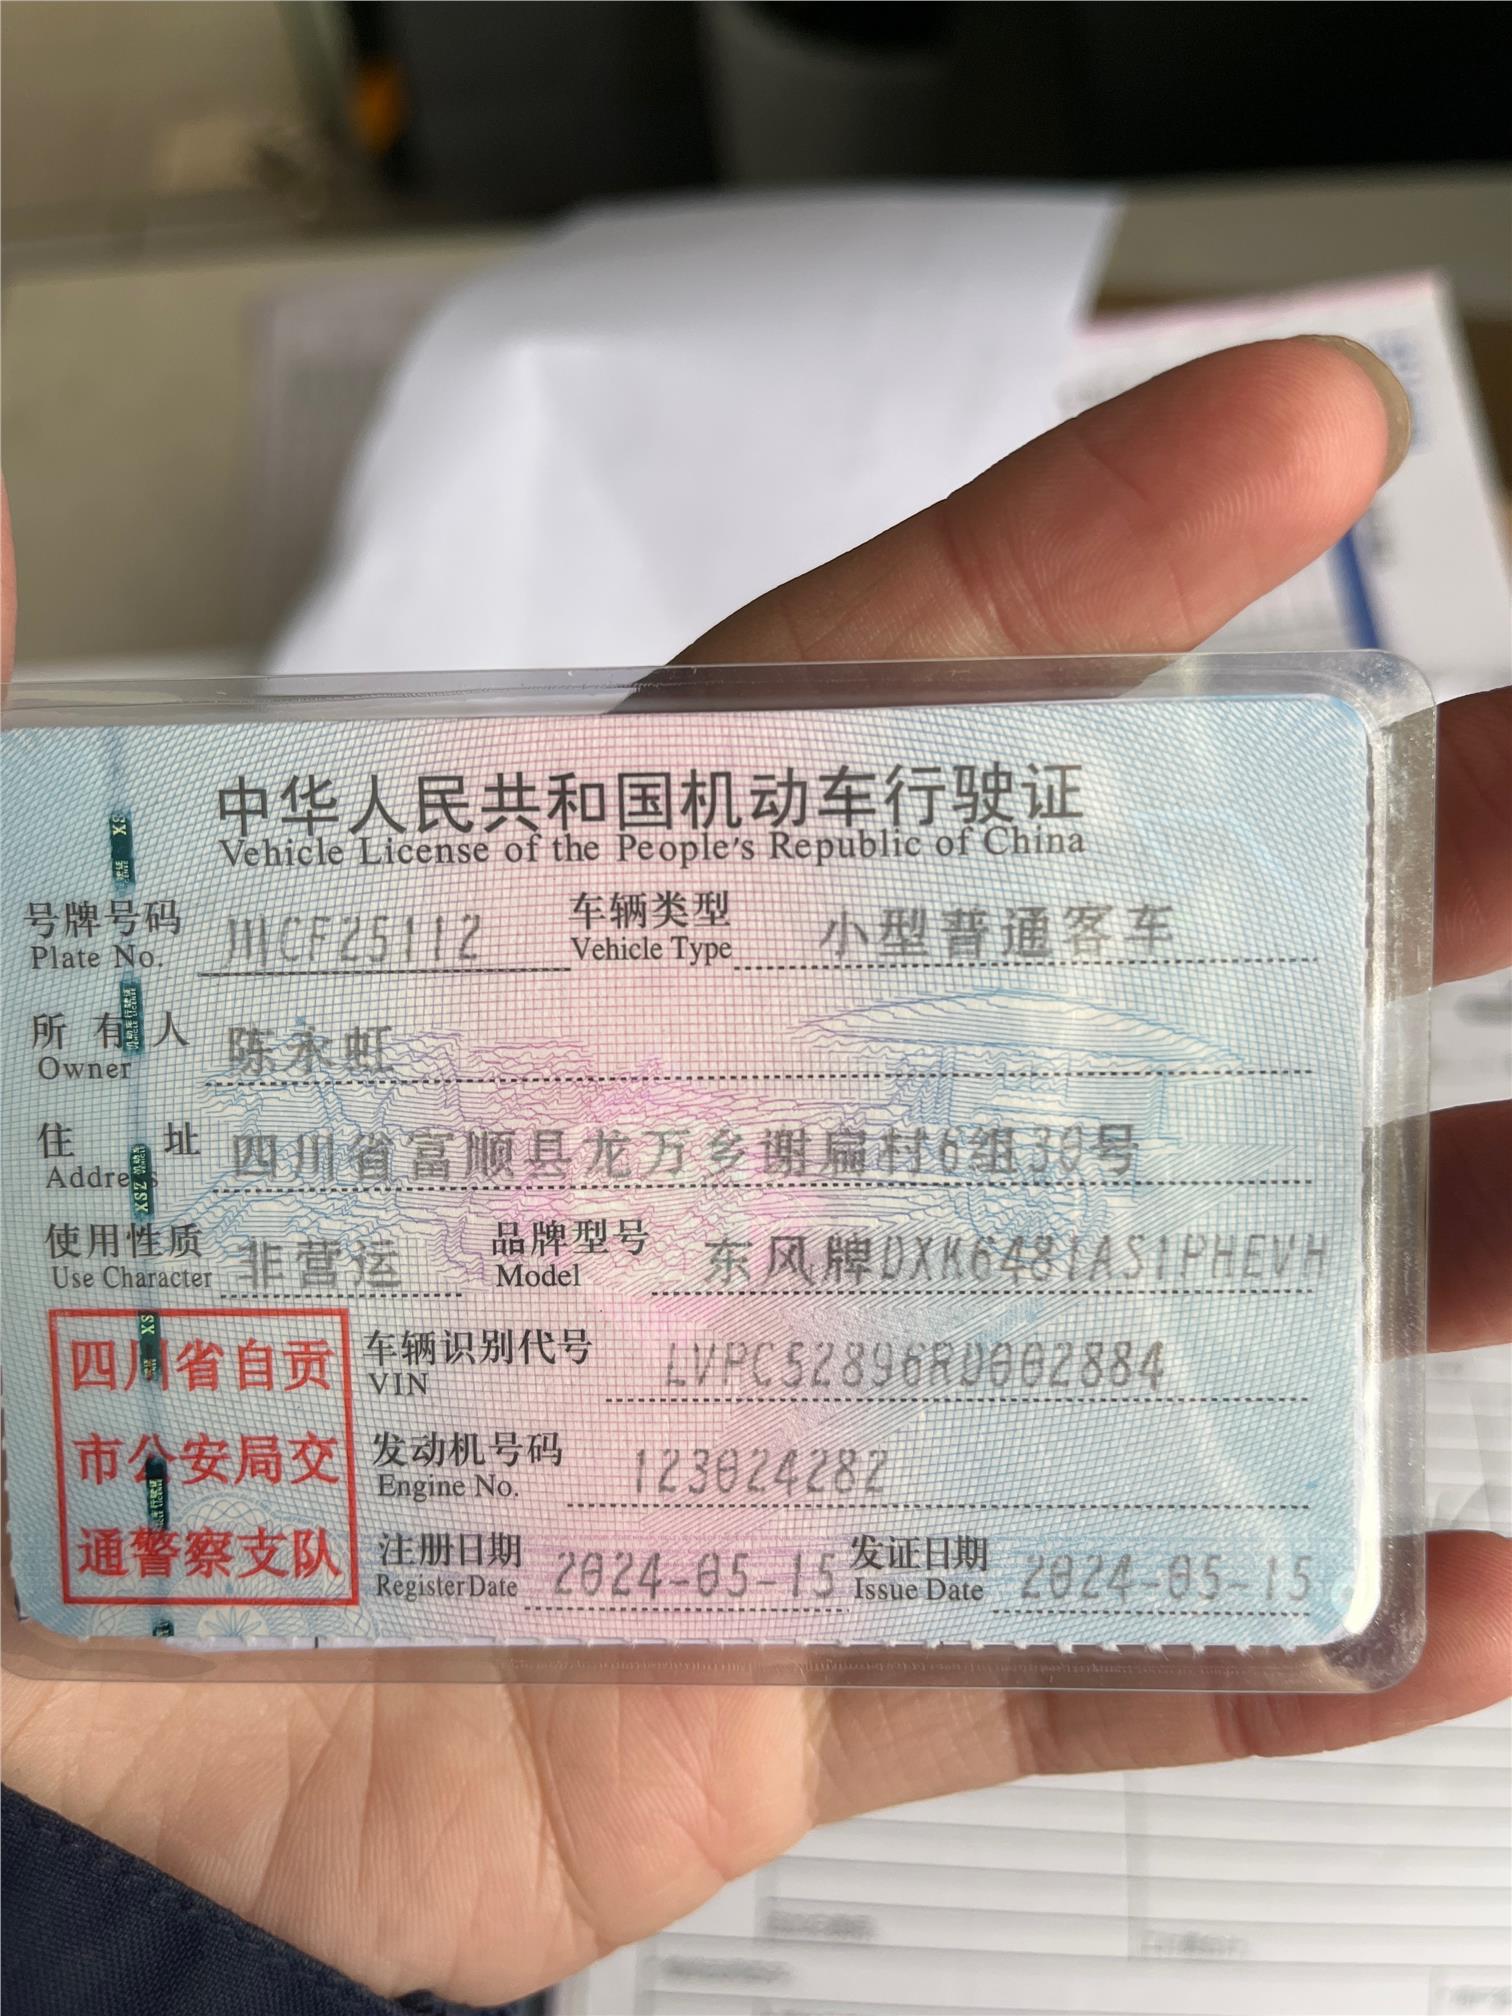 中华人民共和国机动车行驶证
Vehicle License of the People's Republic of China
号牌号码 川CF25112 车辆类型 小型普通客车
Plate No. Vehicle Type
所有人 陈永虹
Owner
住址 四川省富顺县龙万乡谢扁村6组30号
Address
使用性质 非营运 品牌型号 东风牌DXK6481AS1PHEVH
Use Character Model
四川省自贡
市公安局交
通警察支队
车辆识别代号 LVPC52896RD002884
VIN
发动机号码 123024282
Engine No.
注册日期 2024-05-15 发证日期 2024-05-15
Register Date Issue Date